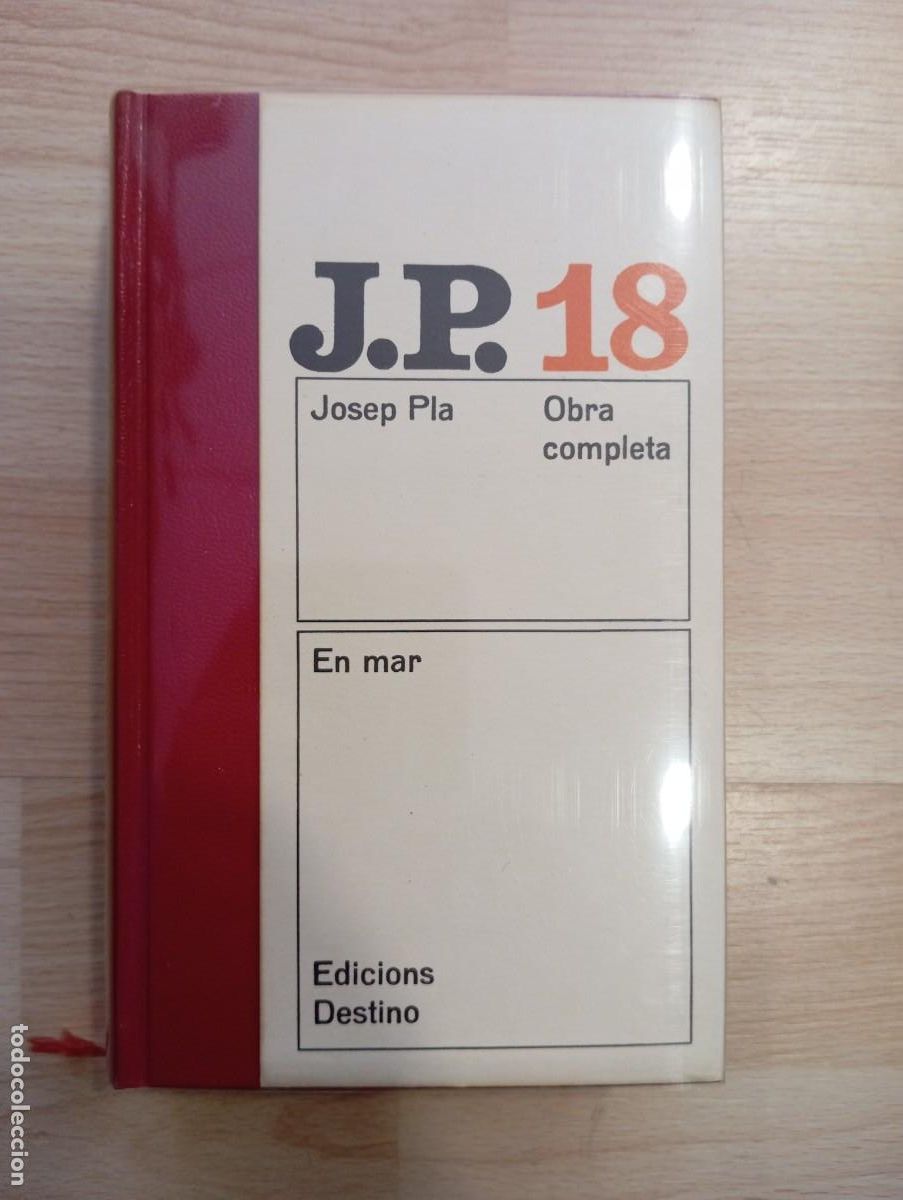 J.P. 18
Josep Pla
Obra
completa
En mar
Edicions
Destino
todocoleccion